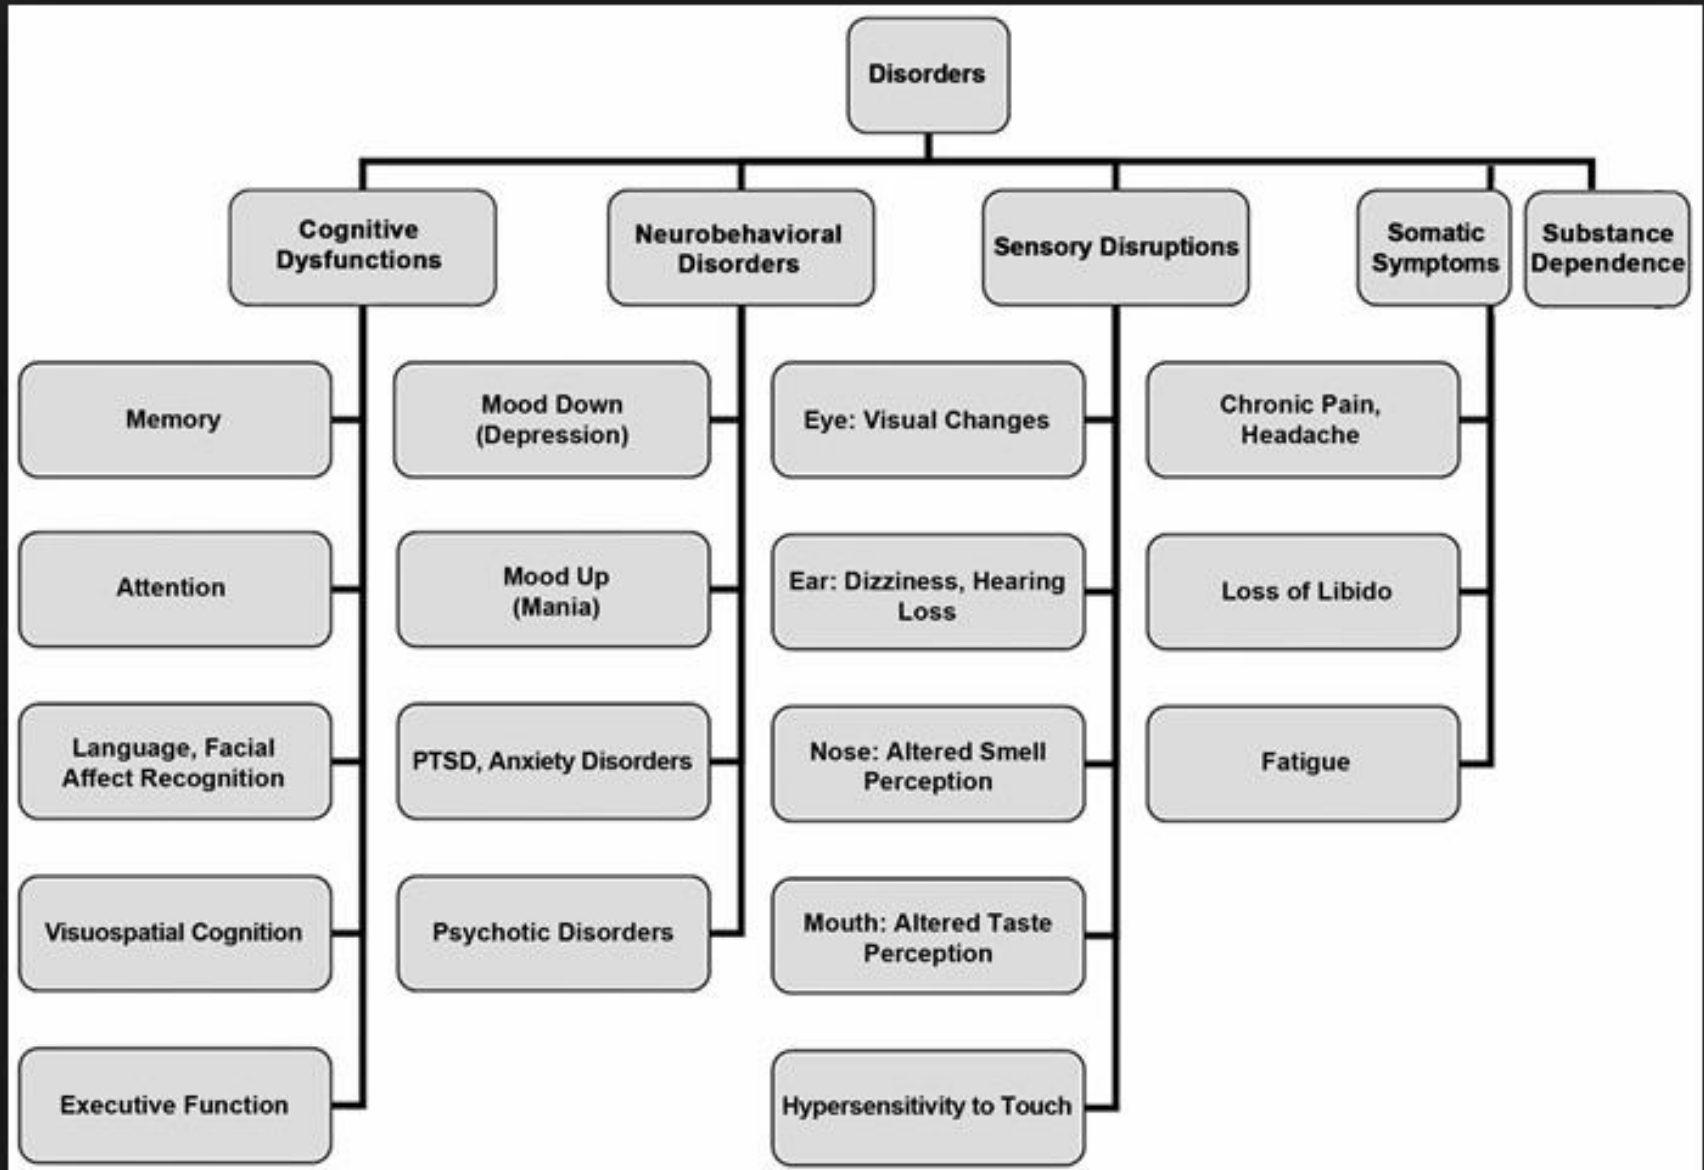 Disorders
Cognitive
Dysfunctions
Neurobehavioral
Disorders
Sensory Disruptions
Somatic
Symptoms
Substance
Dependence
Memory
Mood Down
(Depression)
Eye: Visual Changes
Chronic Pain,
Headache
Attention
Mood Up
(Mania)
Ear: Dizziness, Hearing
Loss
Loss of Libido
Language, Facial
Affect Recognition
PTSD, Anxiety Disorders
Nose: Altered Smell
Perception
Fatigue
Visuospatial Cognition
Psychotic Disorders
Mouth: Altered Taste
Perception
Executive Function
Hypersensitivity to Touch